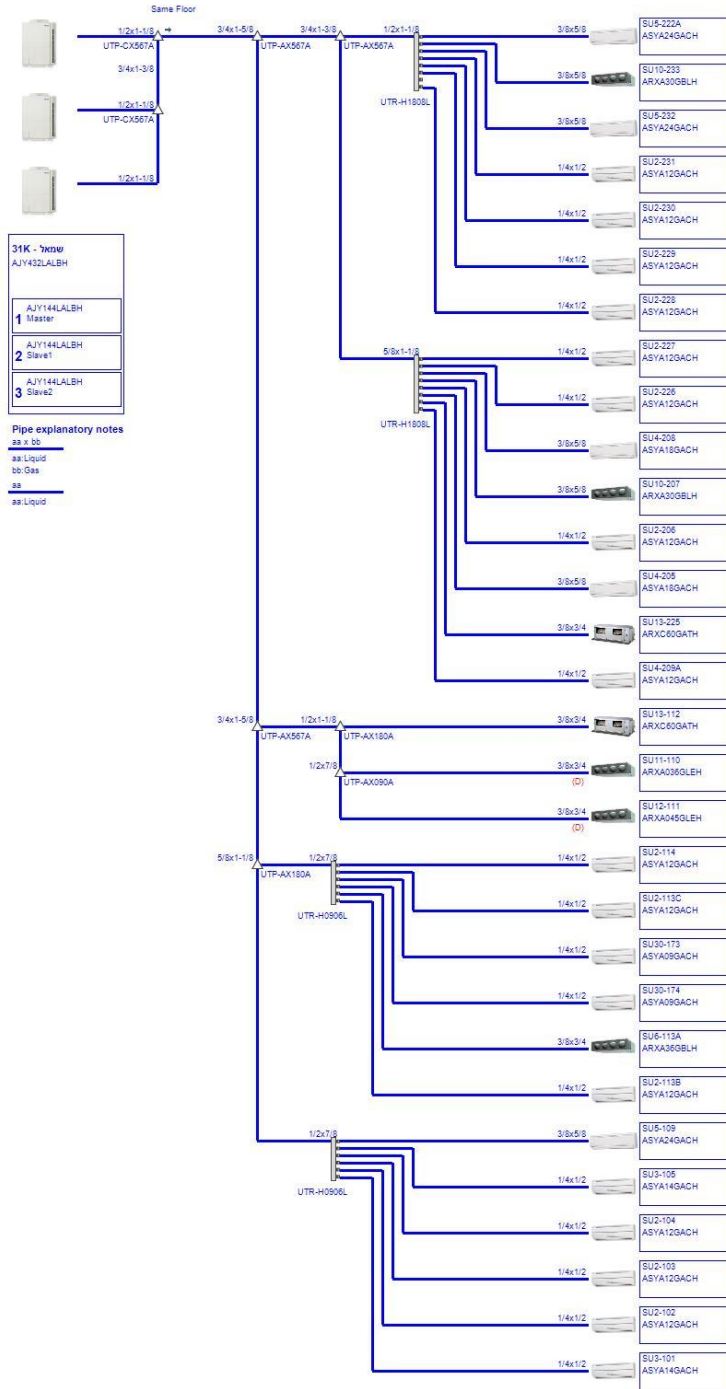 Same Floor
1/2x1-1/8
UTP-CX567A
3/4x1-5/8
UTP-AX567A
3/4x1-3/8
UTP-AX567A
1/2x1-1/8
UTR-H1808L
3/4x1-3/8
1/2x1-1/8
UTP-CX567A
1/2x1-1/8
31K - שמאל
AJY432LALBH
1 AJY144LALBH
Master
2 AJY144LALBH
Slave1
3 AJY144LALBH
Slave2
Pipe explanatory notes
aa x bb
aa:Liquid
bb:Gas
aa
aa:Liquid
3/8x5/8
SU5-222A
ASYA24GACH
3/8x5/8
SU10-233
ARXA30GBLH
3/8x5/8
SU5-232
ASYA24GACH
1/4x1/2
SU2-231
ASYA12GACH
1/4x1/2
SU2-230
ASYA12GACH
1/4x1/2
SU2-229
ASYA12GACH
1/4x1/2
SU2-228
ASYA12GACH
5/8x1-1/8
UTR-H1808L
1/4x1/2
SU2-227
ASYA12GACH
1/4x1/2
SU2-226
ASYA12GACH
3/8x5/8
SU4-208
ASYA18GACH
3/8x5/8
SU10-207
ARXA30GBLH
1/4x1/2
SU2-206
ASYA12GACH
3/8x5/8
SU4-205
ASYA18GACH
3/8x3/4
SU13-225
ARXC60GATH
1/4x1/2
SU4-209A
ASYA12GACH
3/4x1-5/8
UTP-AX567A
1/2x1-1/8
UTP-AX180A
3/8x3/4
SU13-112
ARXC60GATH
1/2x7/8
UTP-AX090A
3/8x3/4
(D)
SU11-110
ARXA036GLEH
3/8x3/4
(D)
SU12-111
ARXA045GLEH
5/8x1-1/8
UTP-AX180A
1/2x7/8
UTR-H0906L
1/4x1/2
SU2-114
ASYA12GACH
1/4x1/2
SU2-113C
ASYA12GACH
1/4x1/2
SU30-173
ASYA09GACH
1/4x1/2
SU30-174
ASYA09GACH
3/8x3/4
SU6-113A
ARXA36GBLH
1/4x1/2
SU2-113B
ASYA12GACH
1/2x7/8
UTR-H0906L
3/8x5/8
SU5-109
ASYA24GACH
1/4x1/2
SU3-105
ASYA14GACH
1/4x1/2
SU2-104
ASYA12GACH
1/4x1/2
SU2-103
ASYA12GACH
1/4x1/2
SU2-102
ASYA12GACH
1/4x1/2
SU3-101
ASYA14GACH